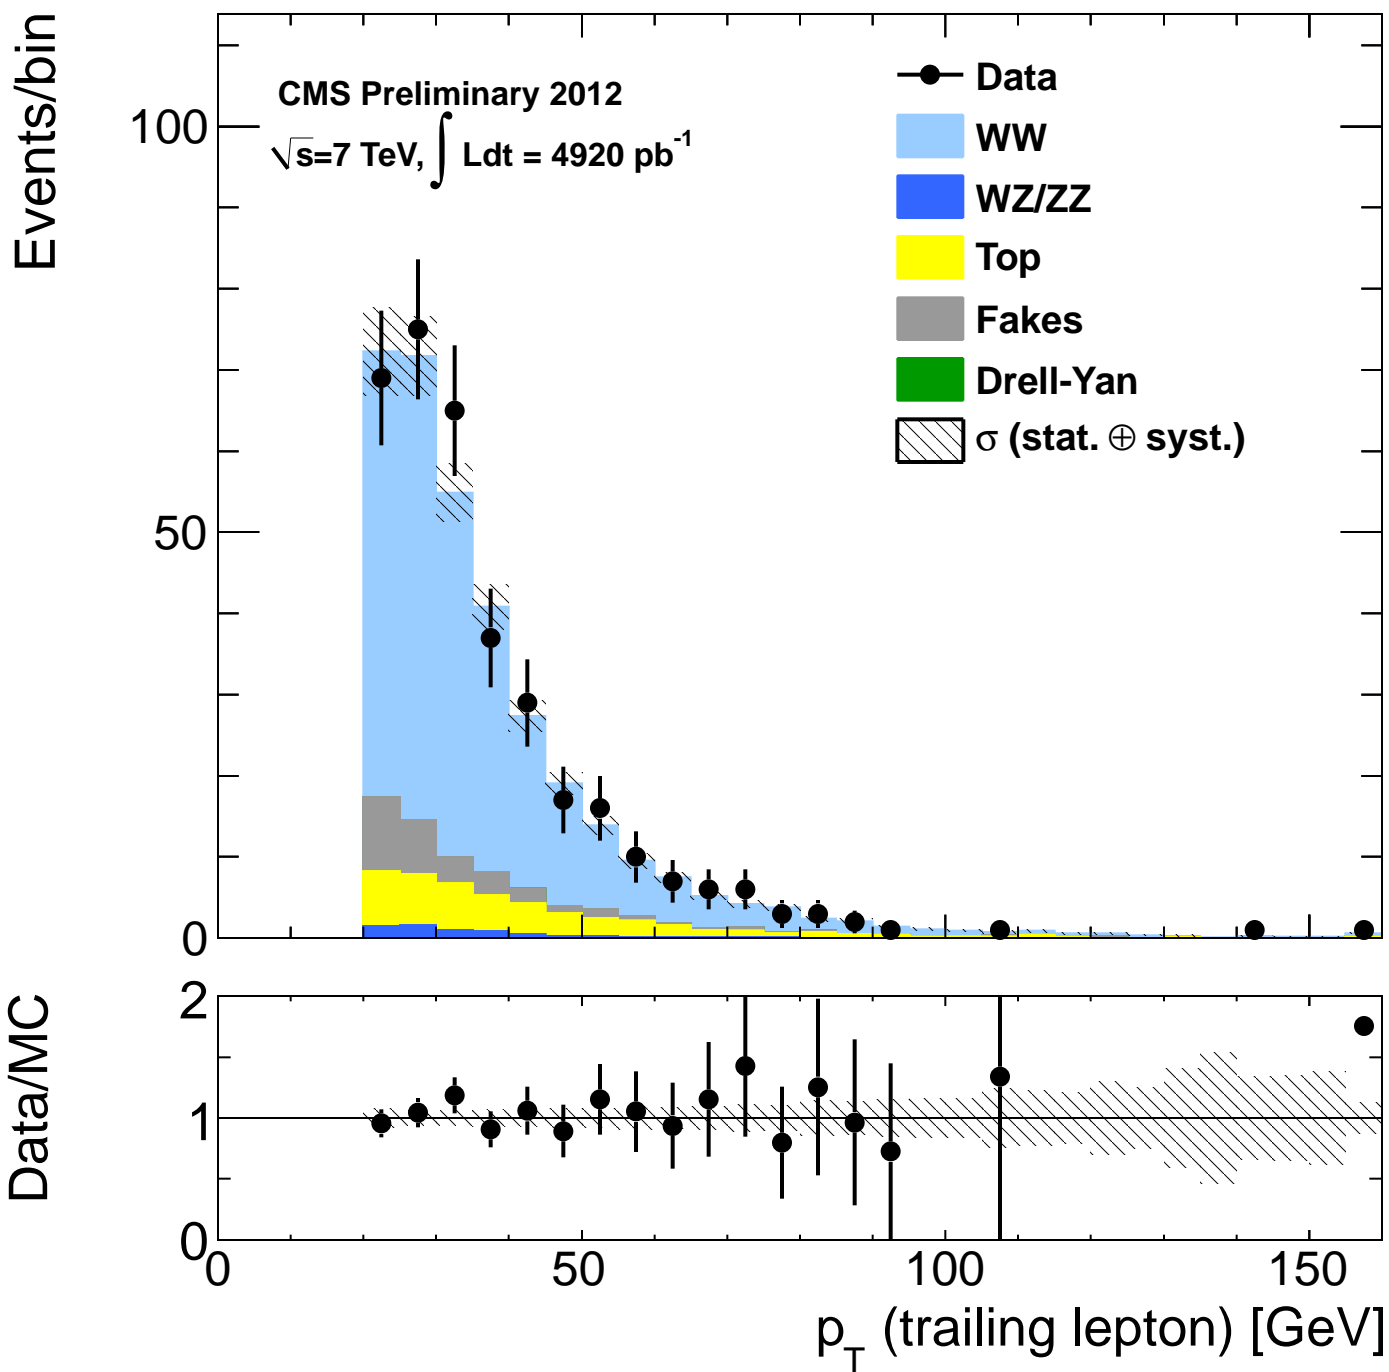 Events/bin
100
50
0
CMS Preliminary 2012
√s=7 TeV, ∫ Ldt = 4920 pb⁻¹
Data
WW
WZ/ZZ
Top
Fakes
Drell-Yan
σ (stat. ⊕ syst.)
Data/MC
2
1
0
0 50 100 150
p_T (trailing lepton) [GeV]